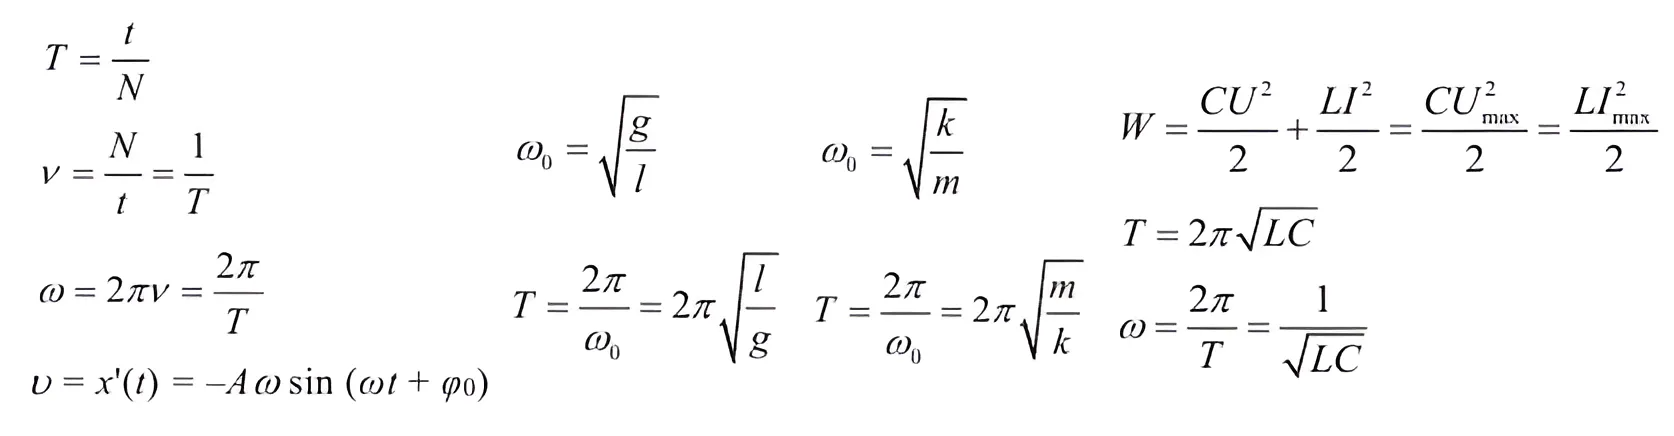 T = t/N
ν = N/t = 1/T
ω = 2πν = 2π/T
υ = x'(t) = –Aω sin (ωt + φ₀)
ω₀ = √(g/l)
T = 2π/ω₀ = 2π√(l/g)
ω₀ = √(k/m)
T = 2π/ω₀ = 2π√(m/k)
W = CU²/2 + LI²/2 = CU²max/2 = LI²max/2
T = 2π√(LC)
ω = 2π/T = 1/√(LC)